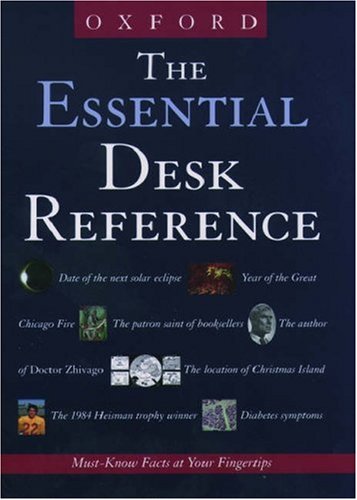 OXFORD
THE
ESSENTIAL
DESK
REFERENCE
Date of the next solar eclipse Year of the Great
Chicago Fire The patron saint of booksellers The author
of Doctor Zhivago The location of Christmas Island
The 1984 Heisman trophy winner Diabetes symptoms
22
Must-Know Facts at Your Fingertips